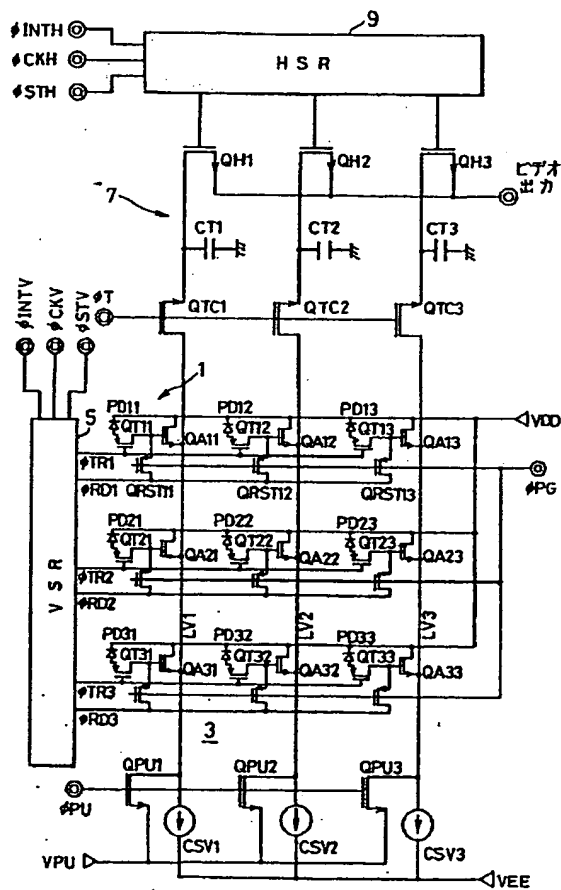 9
φINTH
φCKH
φSTH
HSR
QH1
QH2
QH3
ビデオ
出力
7
CT1
CT2
CT3
φINTV
φCKV
φSTV
φT
QTC1
QTC2
QTC3
1
5
PD11
PD12
PD13
VDD
QT11
QT12
QT13
QA11
QA12
QA13
φTR1
φRD1
QRST11
QRST12
QRST13
φPG
PD21
PD22
PD23
QT21
QT22
QT23
QA21
QA22
QA23
VSR
φTR2
φRD2
LV1
LV2
LV3
PD31
PD32
PD33
QT31
QT32
QT33
QA31
QA32
QA33
φTR3
φRD3
3
QPU1
QPU2
QPU3
φPU
CSV1
CSV2
CSV3
VPU
VEE